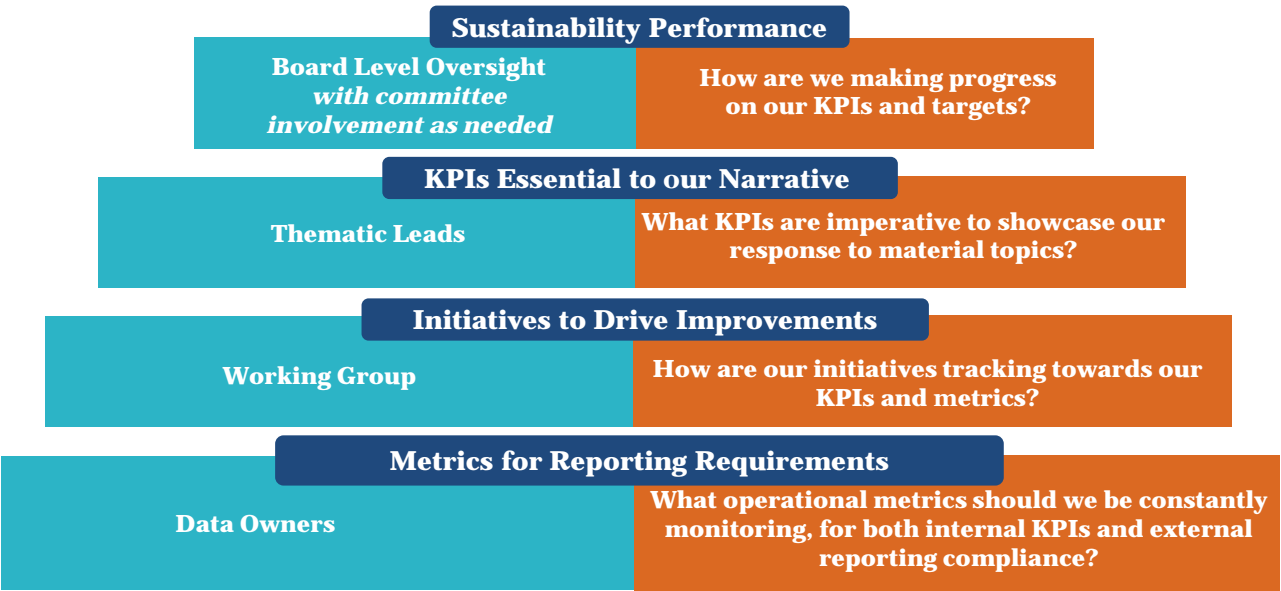 Sustainability Performance
Board Level Oversight
with committee
involvement as needed
How are we making progress
on our KPIs and targets?
KPIs Essential to our Narrative
Thematic Leads
What KPIs are imperative to showcase our
response to material topics?
Initiatives to Drive Improvements
Working Group
How are our initiatives tracking towards our
KPIs and metrics?
Metrics for Reporting Requirements
Data Owners
What operational metrics should we be constantly
monitoring, for both internal KPIs and external
reporting compliance?